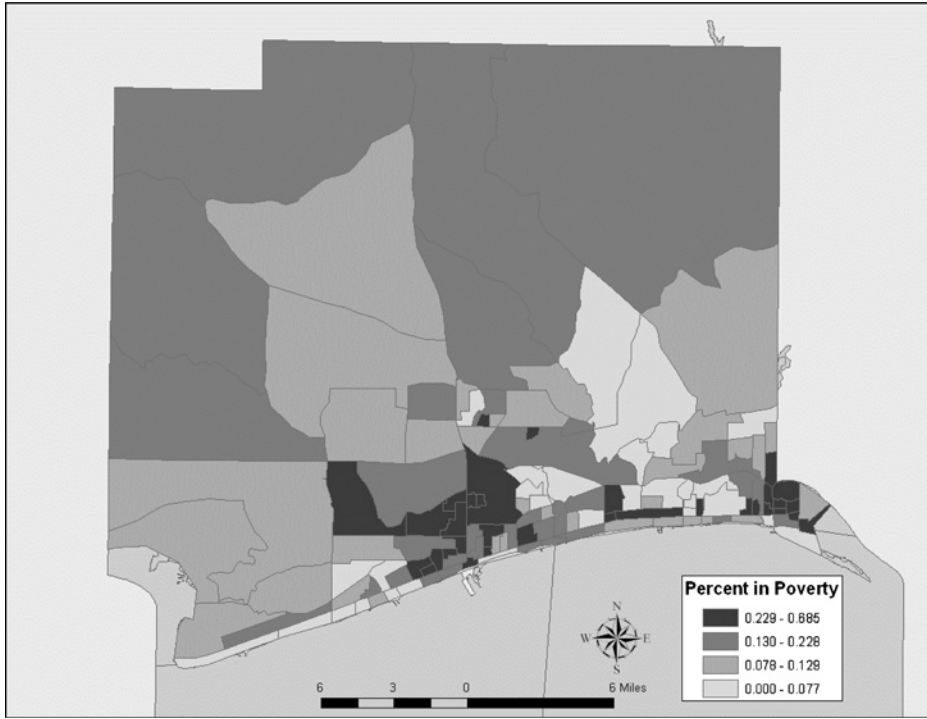 Percent in Poverty
0.229 - 0.685
0.130 - 0.228
0.078 - 0.129
0.000 - 0.077
N
W
E
S
6 3 0 6 Miles